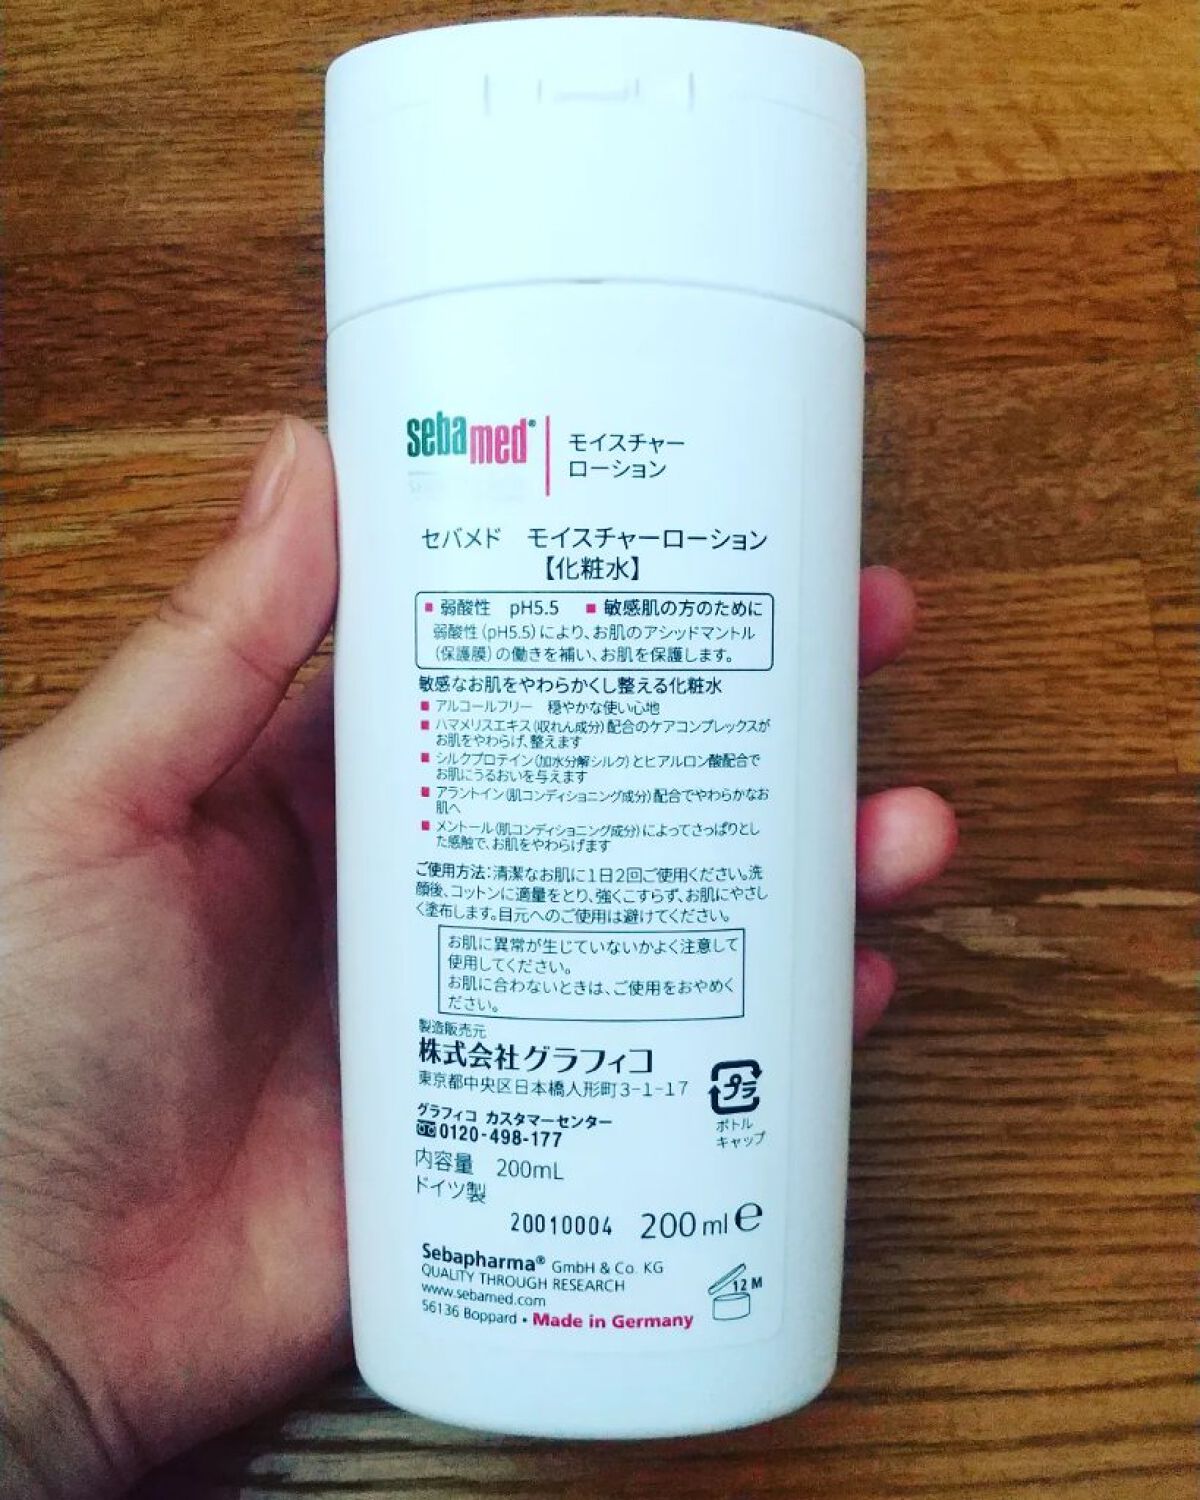 sebamed®
モイスチャー
ローション
セバメド モイスチャーローション
【化粧水】
■ 弱酸性 pH5.5 ■ 敏感肌の方のために
弱酸性(pH5.5)により、お肌のアシッドマントル
(保護膜)の働きを補い、お肌を保護します。
敏感なお肌をやわらかくし整える化粧水
■ アルコールフリー 穏やかな使い心地
■ ハマメリスエキス(収れん成分)配合のケアコンプレックスが
お肌をやわらげ、整えます
■ シルクプロテイン(加水分解シルク)とヒアルロン酸配合で
お肌にうるおいを与えます
■ アラントイン(肌コンディショニング成分)配合でやわらかなお
肌へ
■ メントール(肌コンディショニング成分)によってさっぱりとし
た感触で、お肌をやわらげます
ご使用方法:清潔なお肌に1日2回ご使用ください。洗
顔後、コットンに適量をとり、強くこすらず、お肌にやさし
く塗布します。目元へのご使用は避けてください。
お肌に異常が生じていないかよく注意して
使用してください。
お肌に合わないときは、ご使用をおやめく
ださい。
製造販売元
株式会社グラフィコ
東京都中央区日本橋人形町3-1-17
グラフィコ カスタマーセンター
0120-498-177
プラ
ボトル
キャップ
内容量 200mL
ドイツ製
20010004 200 ml ℮
Sebapharma® GmbH & Co. KG
QUALITY THROUGH RESEARCH
www.sebamed.com
56136 Boppard • Made in Germany
12 M